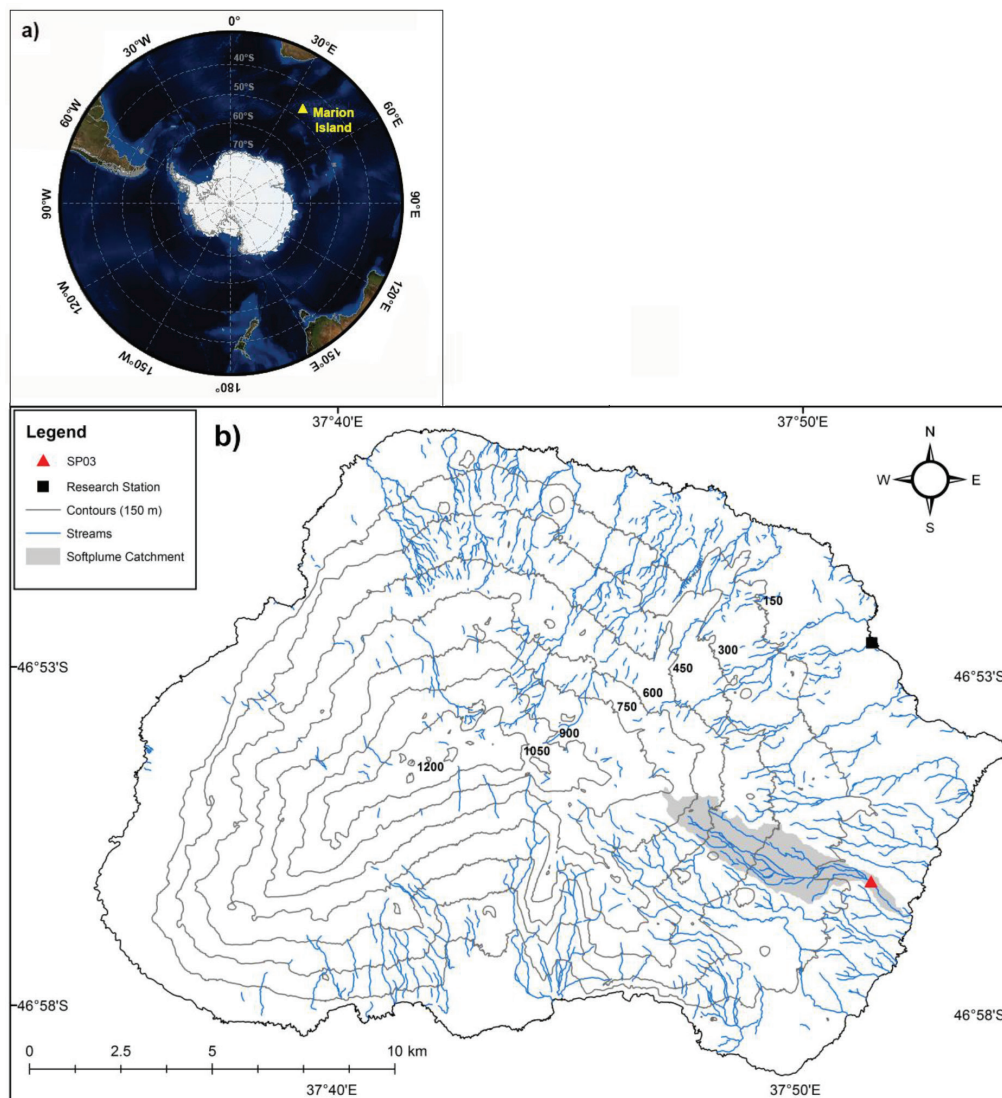 a)
0°
30°W
30°E
40°S
50°S
60°S
70°S
Marion
Island
60°W
60°E
90°W
90°E
120°W
120°E
150°W
150°E
180°
37°40'E
37°50'E
Legend
SP03
Research Station
Contours (150 m)
Streams
Softplume Catchment
b)
N
W
E
S
150
300
450
600
750
900
1050
1200
46°53'S
46°53'S
46°58'S
46°58'S
0
2.5
5
10 km
37°40'E
37°50'E